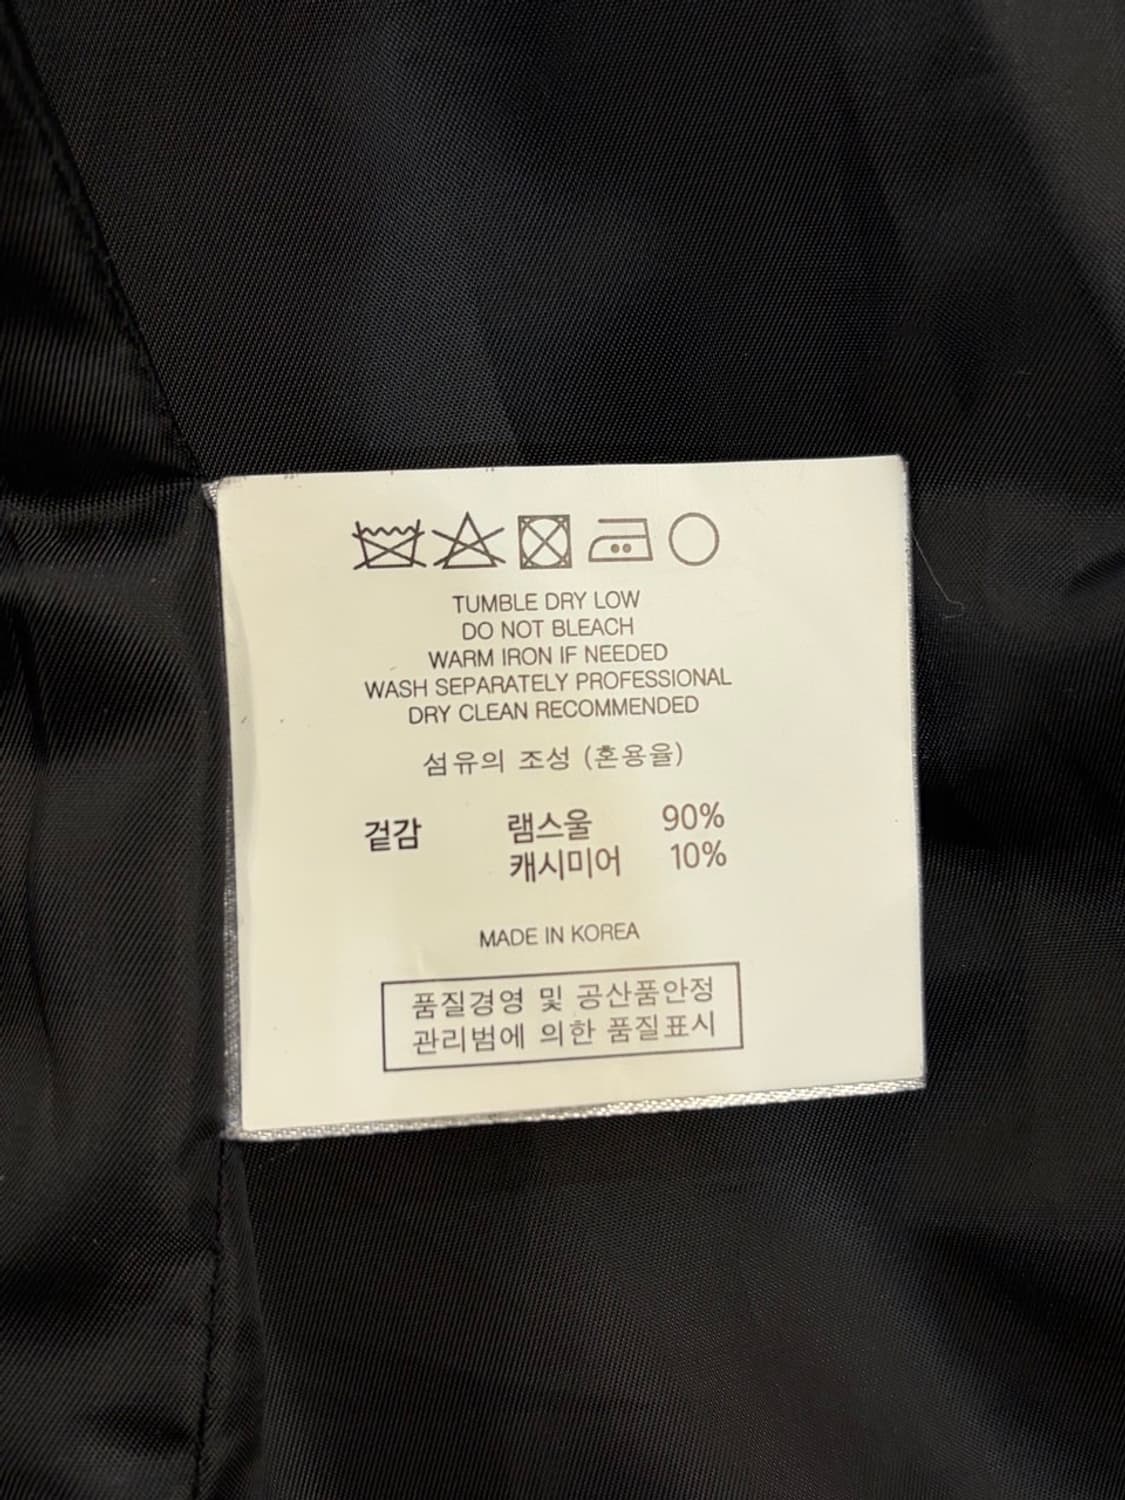 TUMBLE DRY LOW
DO NOT BLEACH
WARM IRON IF NEEDED
WASH SEPARATELY PROFESSIONAL
DRY CLEAN RECOMMENDED
섬유의 조성 (혼용율)
겉감 램스울 90%
캐시미어 10%
MADE IN KOREA
품질경영 및 공산품안정
관리범에 의한 품질표시